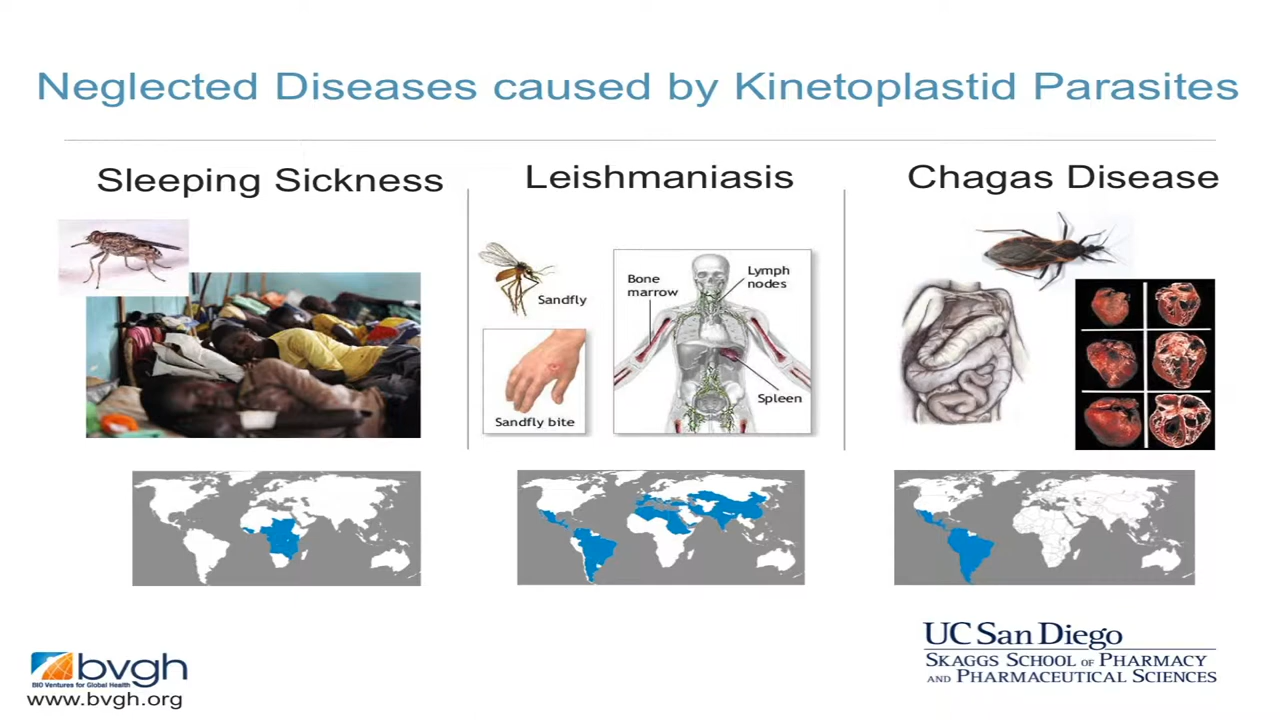 Neglected Diseases caused by Kinetoplastid Parasites
Sleeping Sickness
Leishmaniasis
Sandfly
Sandfly bite
Bone
marrow
Lymph
nodes
Spleen
Chagas Disease
bvgh
BIO Ventures for Global Health
www.bvgh.org
UC San Diego
SKAGGS SCHOOL OF PHARMACY
AND PHARMACEUTICAL SCIENCES